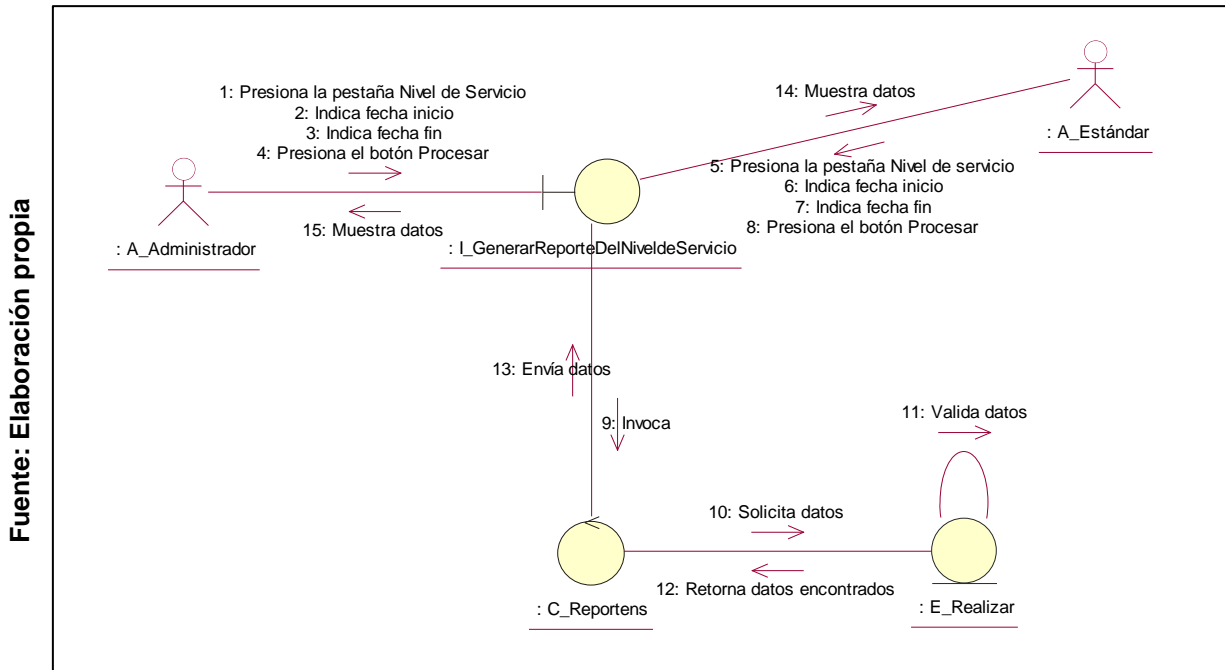 Fuente: Elaboración propia
1: Presiona la pestaña Nivel de Servicio
2: Indica fecha inicio
3: Indica fecha fin
4: Presiona el botón Procesar
15: Muestra datos
: A_Administrador
: I_GenerarReporteDelNiveldeServicio
14: Muestra datos
: A_Estándar
5: Presiona la pestaña Nivel de servicio
6: Indica fecha inicio
7: Indica fecha fin
8: Presiona el botón Procesar
13: Envía datos
9: Invoca
11: Valida datos
10: Solicita datos
12: Retorna datos encontrados
: C_Reportens
: E_Realizar